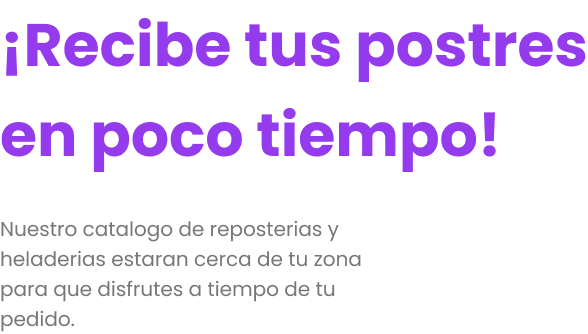 ¡Recibe tus postres
en poco tiempo!
Nuestro catalogo de reposterias y
heladerias estaran cerca de tu zona
para que disfrutes a tiempo de tu
pedido.